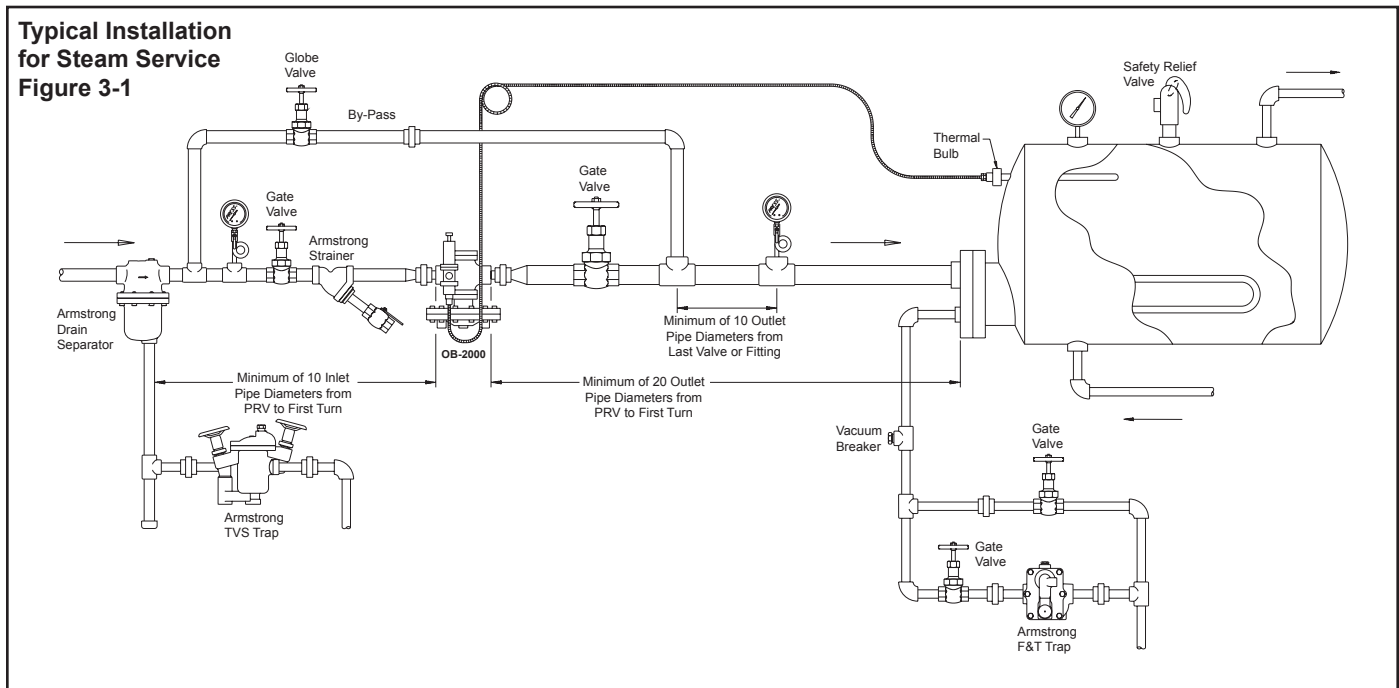 Typical Installation
for Steam Service
Figure 3-1
Globe
Valve
By-Pass
Safety Relief
Valve
Thermal
Bulb
Gate
Valve
Gate
Valve
Armstrong
Strainer
Armstrong
Drain
Separator
OB-2000
Minimum of 10 Outlet
Pipe Diameters from
Last Valve or Fitting
Minimum of 10 Inlet
Pipe Diameters from
PRV to First Turn
Minimum of 20 Outlet
Pipe Diameters from
PRV to First Turn
Vacuum
Breaker
Gate
Valve
Armstrong
TVS Trap
Gate
Valve
Armstrong
F&T Trap